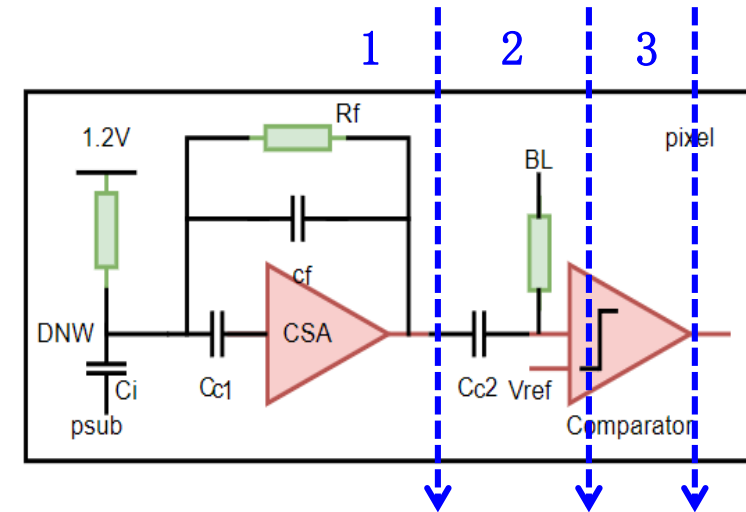 1 2 3
Rf
1.2V
pixel
BL
cf
DNW
CSA
Ci
Cc1
Cc2
Vref
psub
Comparator